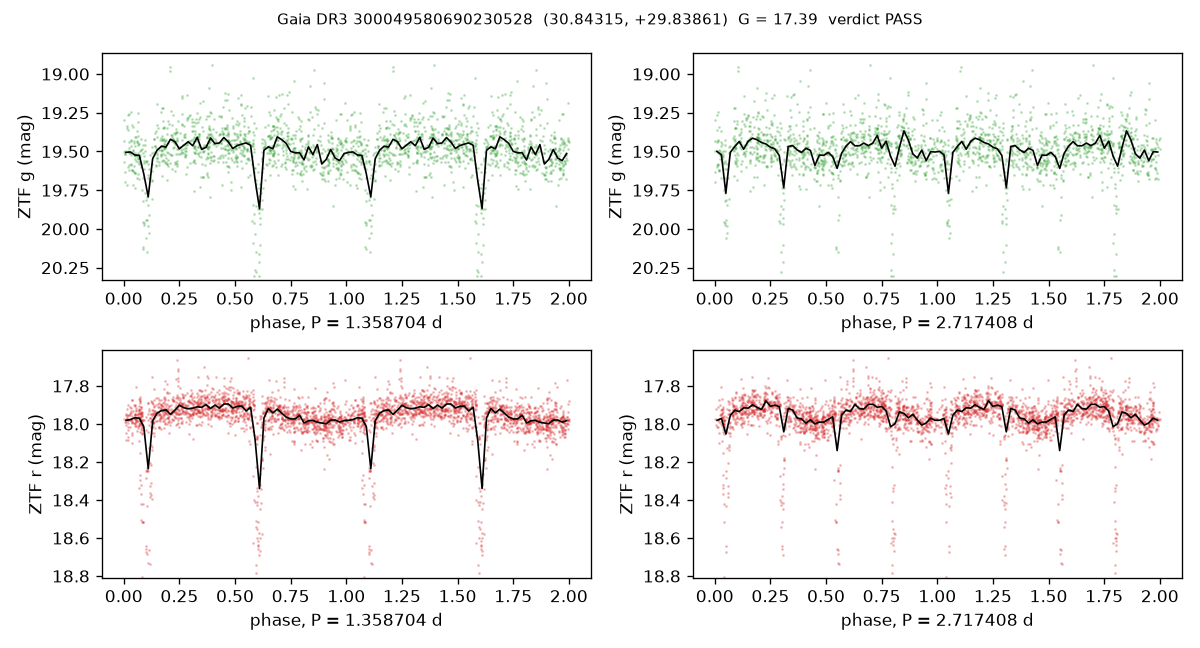 Gaia DR3 300049580690230528 (30.84315, +29.83861) G = 17.39 verdict PASS
ZTF g (mag)
19.00
19.25
19.50
19.75
20.00
20.25
0.00 0.25 0.50 0.75 1.00 1.25 1.50 1.75 2.00
phase, P = 1.358704 d
ZTF g (mag)
19.00
19.25
19.50
19.75
20.00
20.25
0.00 0.25 0.50 0.75 1.00 1.25 1.50 1.75 2.00
phase, P = 2.717408 d
ZTF r (mag)
17.8
18.0
18.2
18.4
18.6
18.8
0.00 0.25 0.50 0.75 1.00 1.25 1.50 1.75 2.00
phase, P = 1.358704 d
ZTF r (mag)
17.8
18.0
18.2
18.4
18.6
18.8
0.00 0.25 0.50 0.75 1.00 1.25 1.50 1.75 2.00
phase, P = 2.717408 d